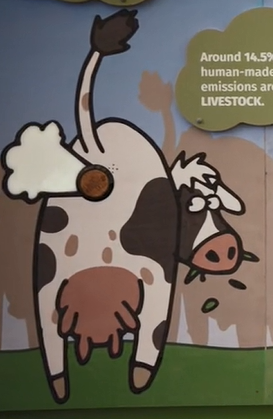 Around 14.5%
human-made
emissions are
LIVESTOCK.